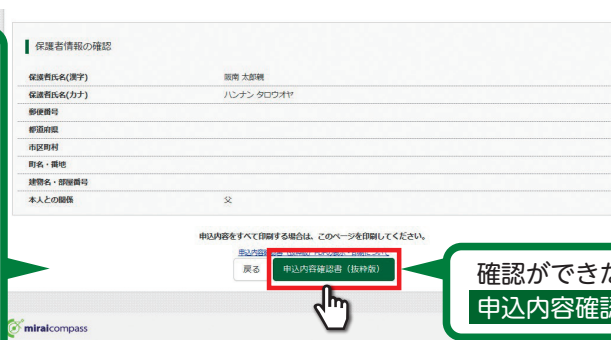 保護者情報の確認
保護者氏名(漢字) 阪南 太郎親
保護者氏名(カナ) ハンナン タロウオヤ
郵便番号
都道府県
市区町村
町名・番地
建物名・部屋番号
本人との関係 父
申込内容をすべて印刷する場合は、このページを印刷してください。
戻る 申込内容確認書（抜粋版）
確認ができ
申込内容確認
miraicompass